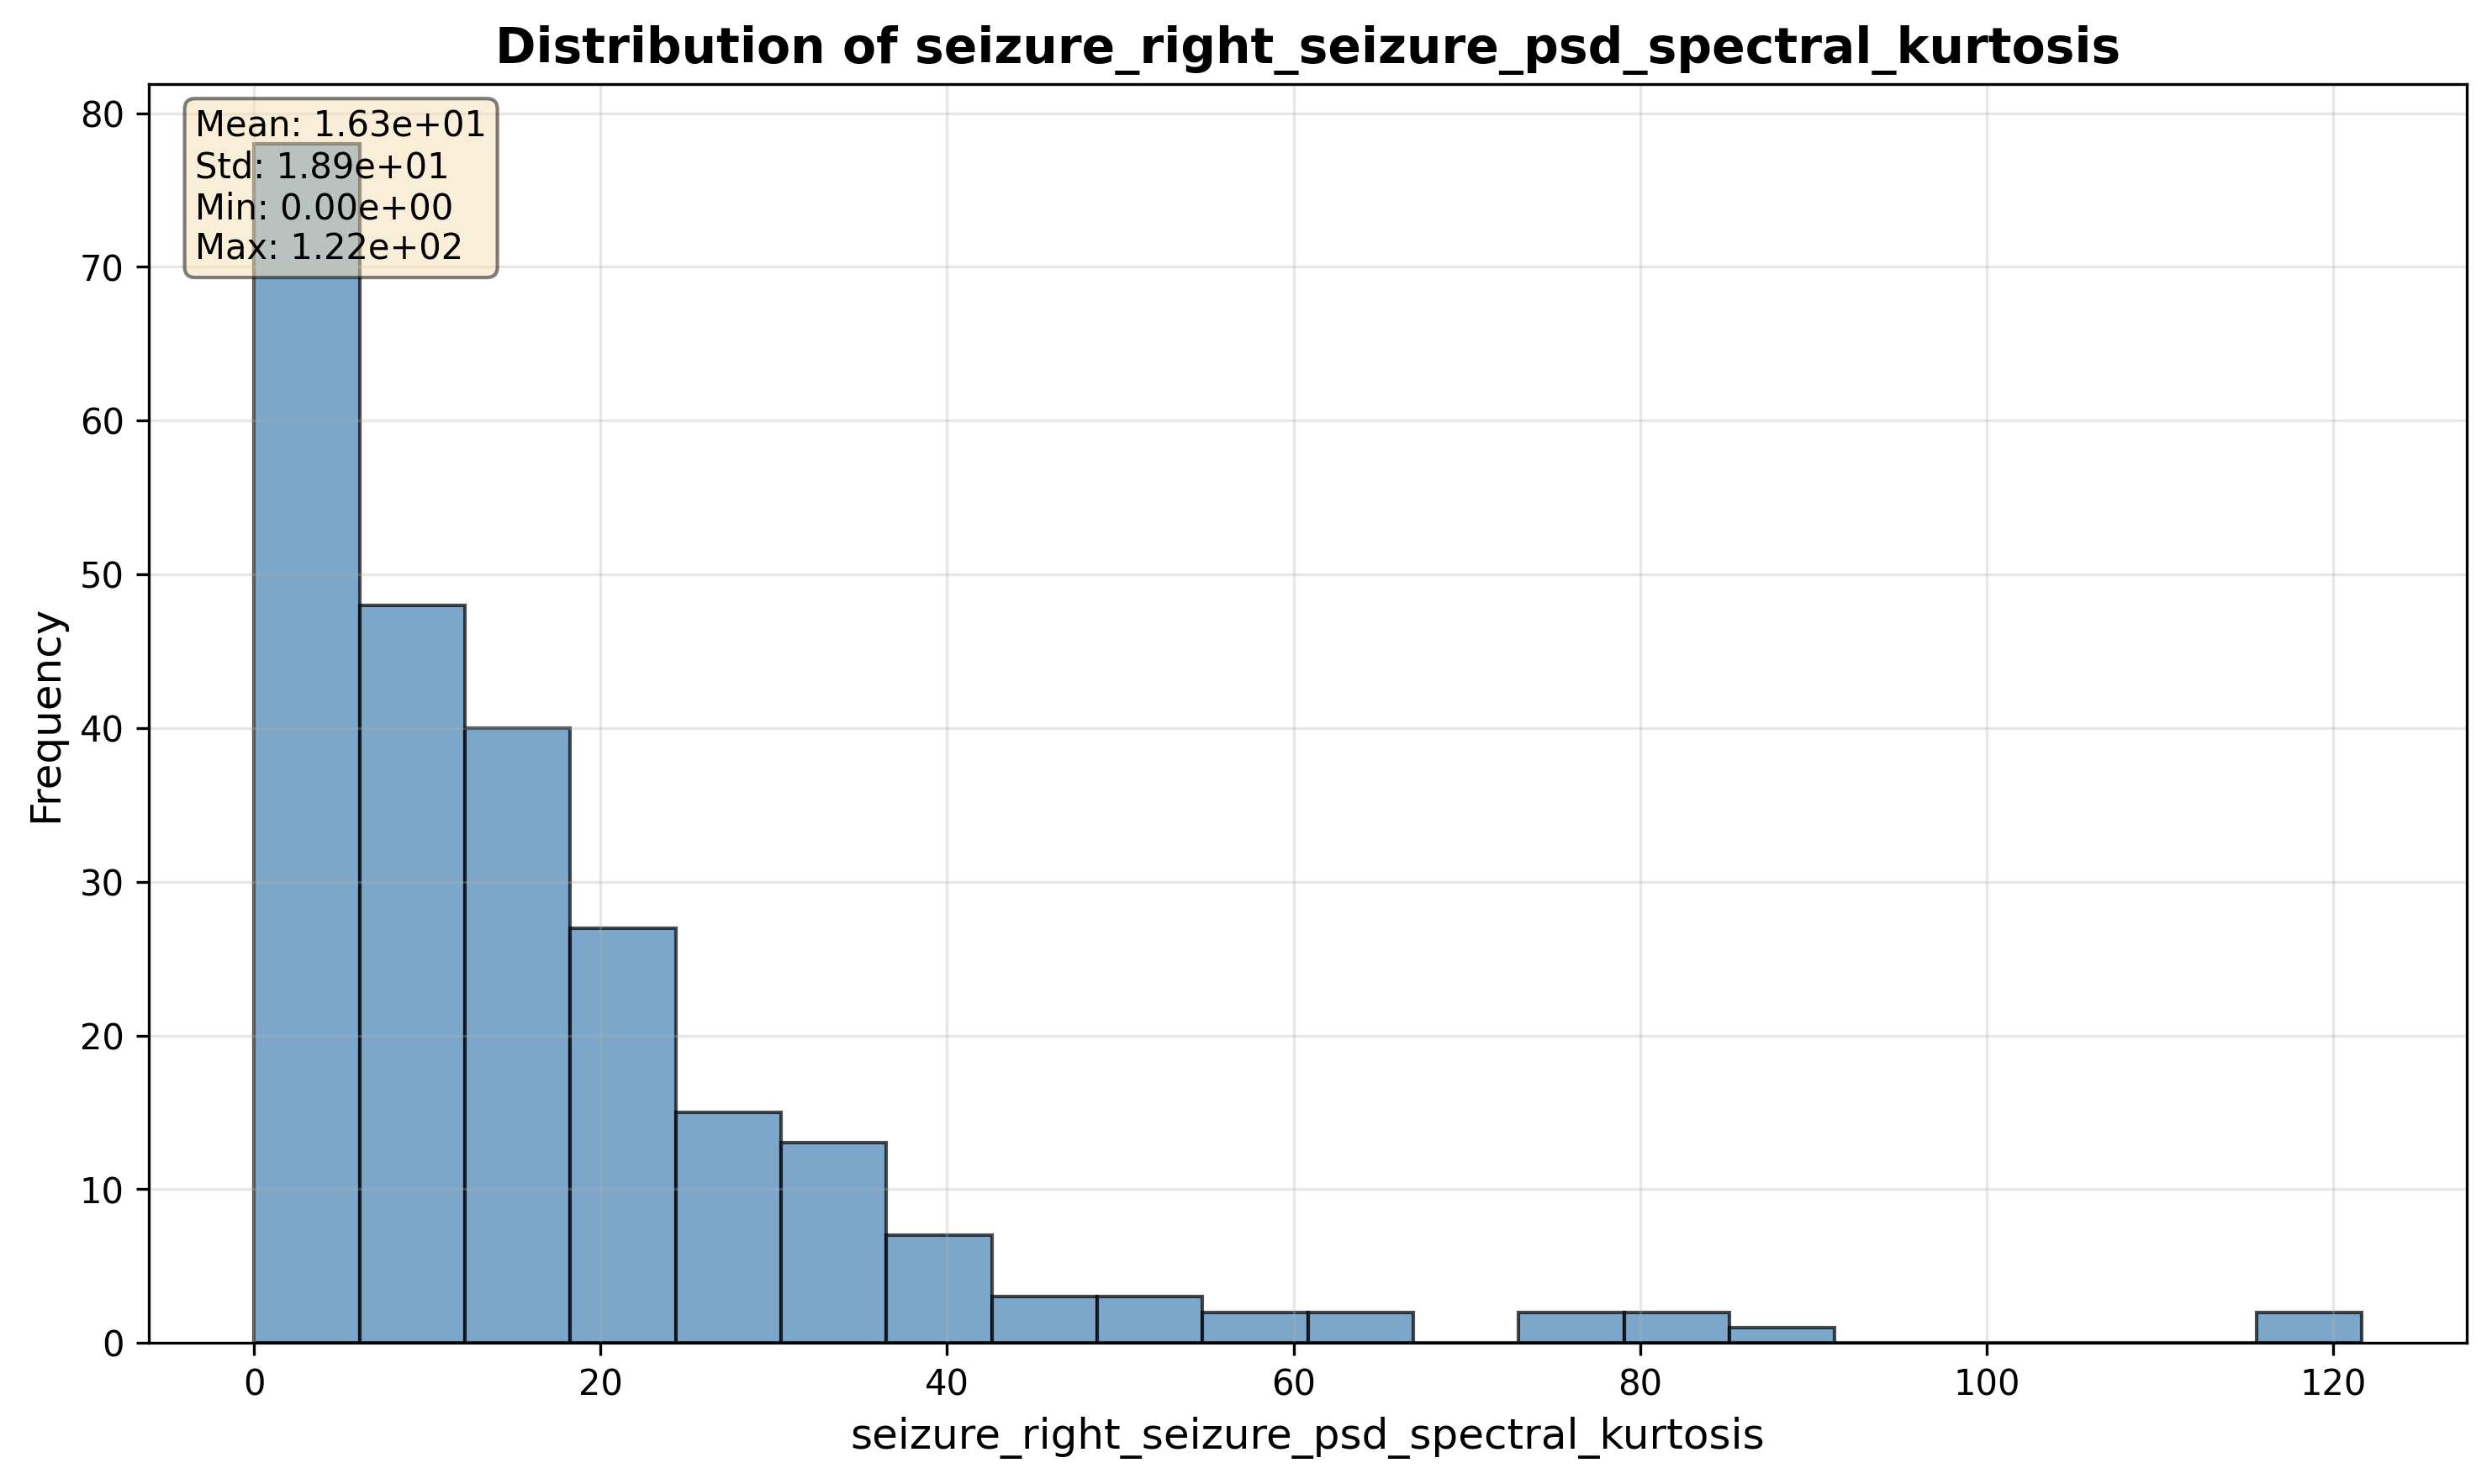 Distribution of seizure_right_seizure_psd_spectral_kurtosis
Mean: 1.63e+01
Std: 1.89e+01
Min: 0.00e+00
Max: 1.22e+02
80
70
60
50
40
30
20
10
0
Frequency
0 20 40 60 80 100 120
seizure_right_seizure_psd_spectral_kurtosis